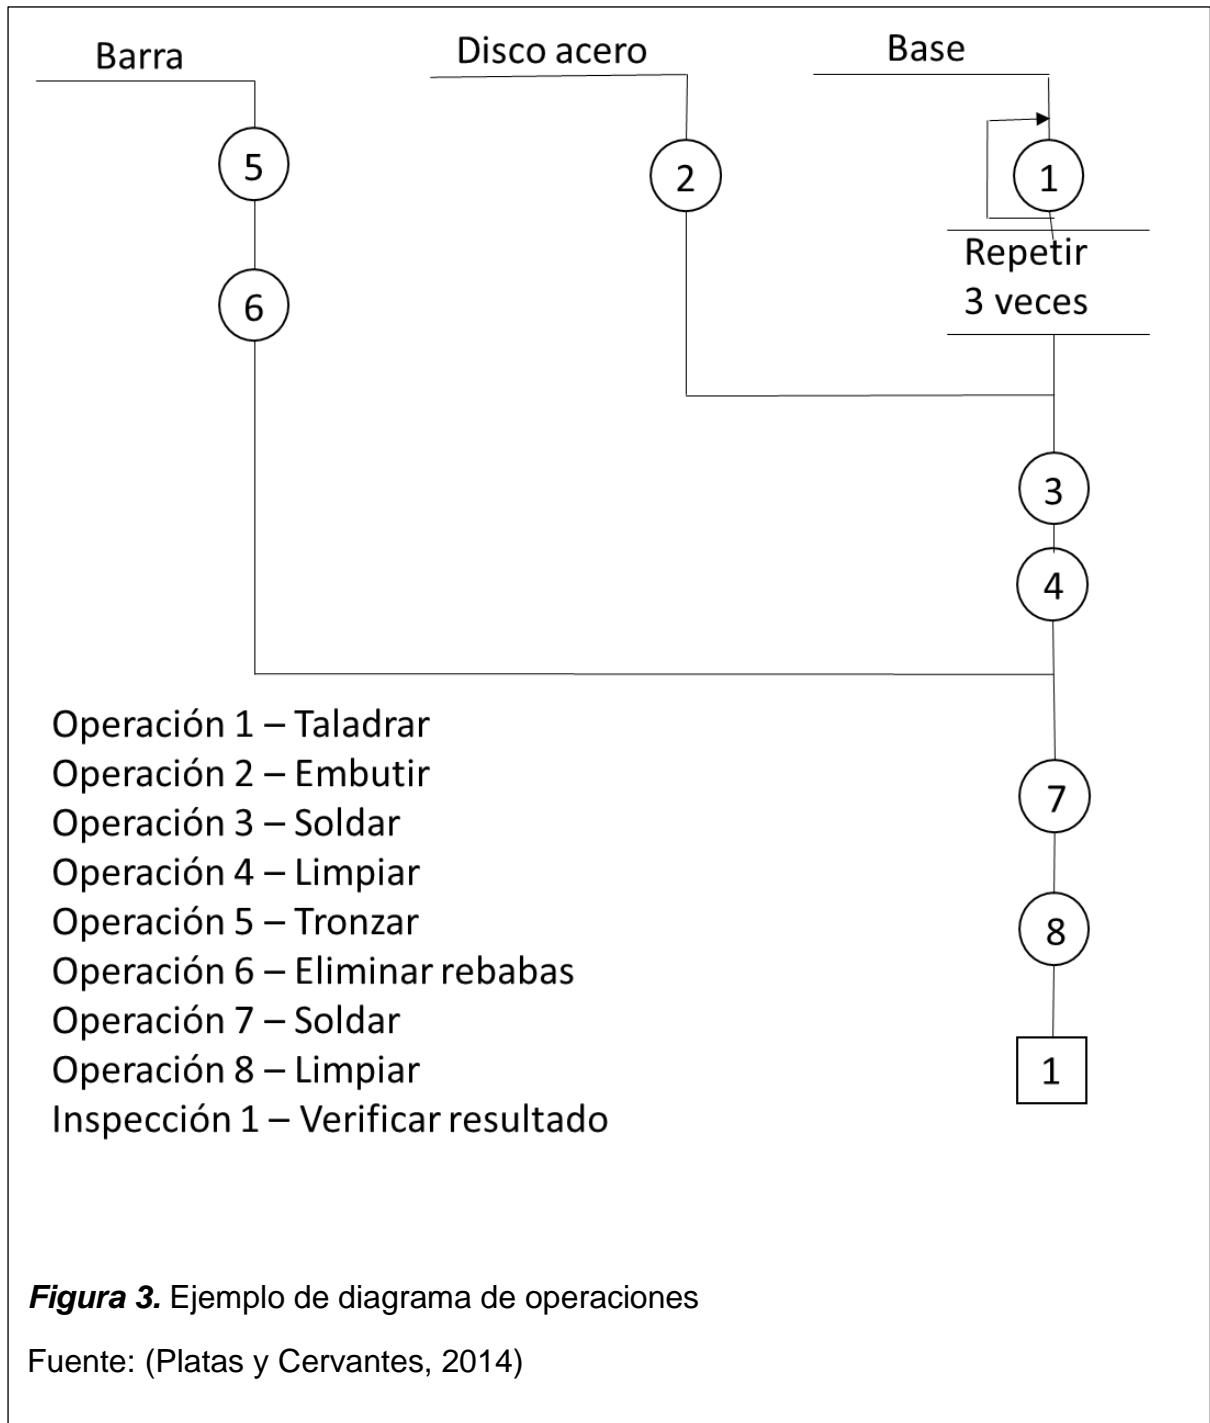 Barra
Disco acero
Base
5
2
1
6
Repetir
3 veces
3
4
7
8
1
Operación 1 – Taladrar
Operación 2 – Embutir
Operación 3 – Soldar
Operación 4 – Limpiar
Operación 5 – Tronzar
Operación 6 – Eliminar rebabas
Operación 7 – Soldar
Operación 8 – Limpiar
Inspección 1 – Verificar resultado
Figura 3. Ejemplo de diagrama de operaciones
Fuente: (Platas y Cervantes, 2014)